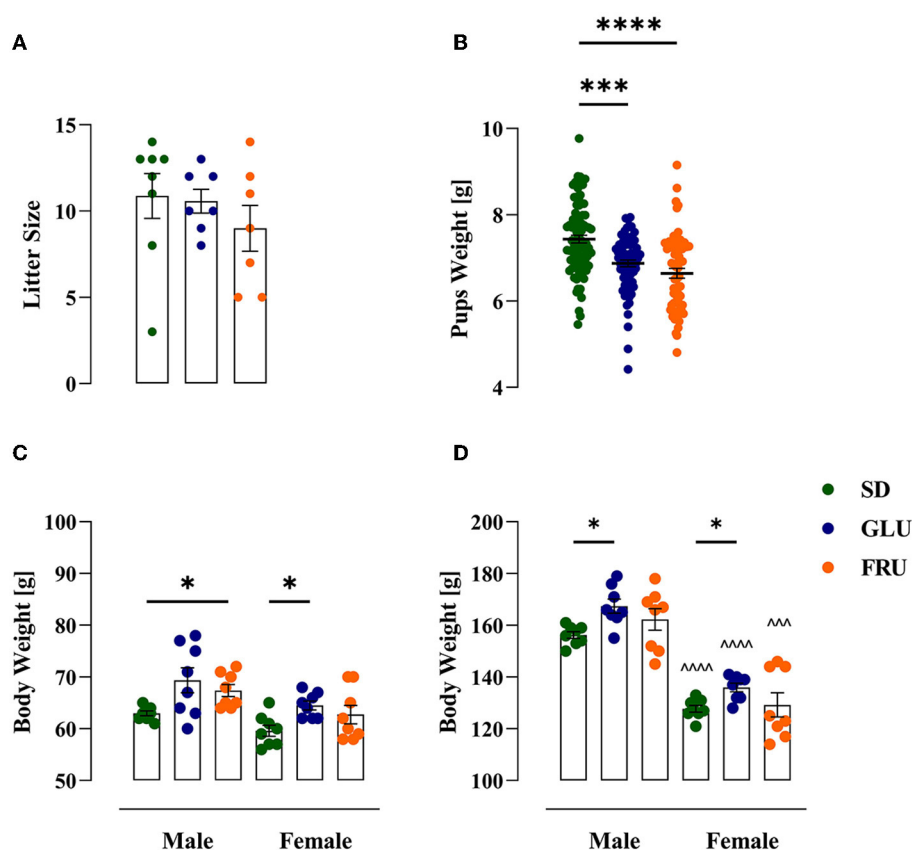 A
B
****
***
15
10
5
0
Litter Size
10
8
6
4
Pups Weight [g]
C
D
SD
GLU
FRU
100
90
80
70
60
50
Body Weight [g]
*
*
Male
Female
200
180
160
140
120
100
Body Weight [g]
*
*
^^^^
^^^^
^^^
Male
Female